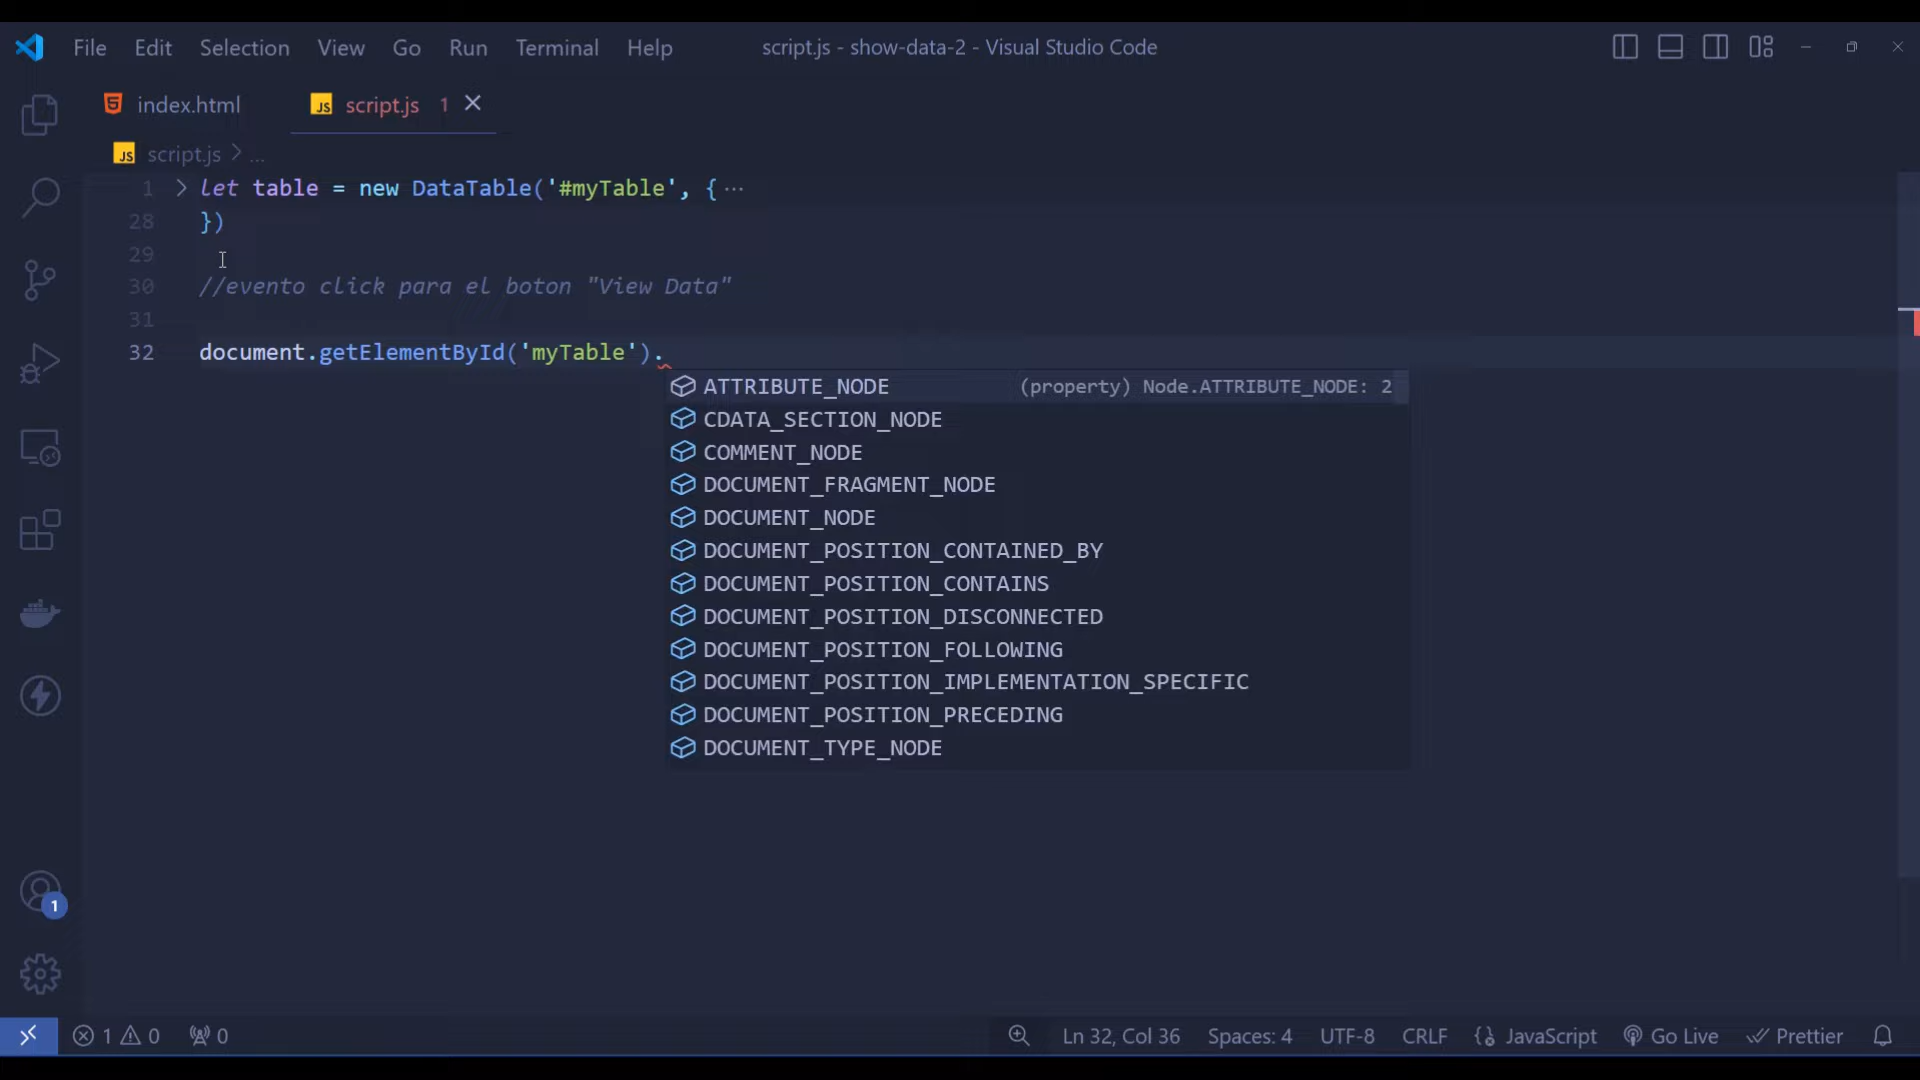 File Edit Selection View Go Run Terminal Help script.js - show-data-2 - Visual Studio Code
index.html JS script.js 1
JS script.js > ...
1 let table = new DataTable('#myTable', {···
28 })
29
30 //evento click para el boton "View Data"
31
32 document.getElementById('myTable').
ATTRIBUTE_NODE (property) Node.ATTRIBUTE_NODE: 2
CDATA_SECTION_NODE
COMMENT_NODE
DOCUMENT_FRAGMENT_NODE
DOCUMENT_NODE
DOCUMENT_POSITION_CONTAINED_BY
DOCUMENT_POSITION_CONTAINS
DOCUMENT_POSITION_DISCONNECTED
DOCUMENT_POSITION_FOLLOWING
DOCUMENT_POSITION_IMPLEMENTATION_SPECIFIC
DOCUMENT_POSITION_PRECEDING
DOCUMENT_TYPE_NODE
1
1 0 0 Ln 32, Col 36 Spaces: 4 UTF-8 CRLF JavaScript Go Live Prettier